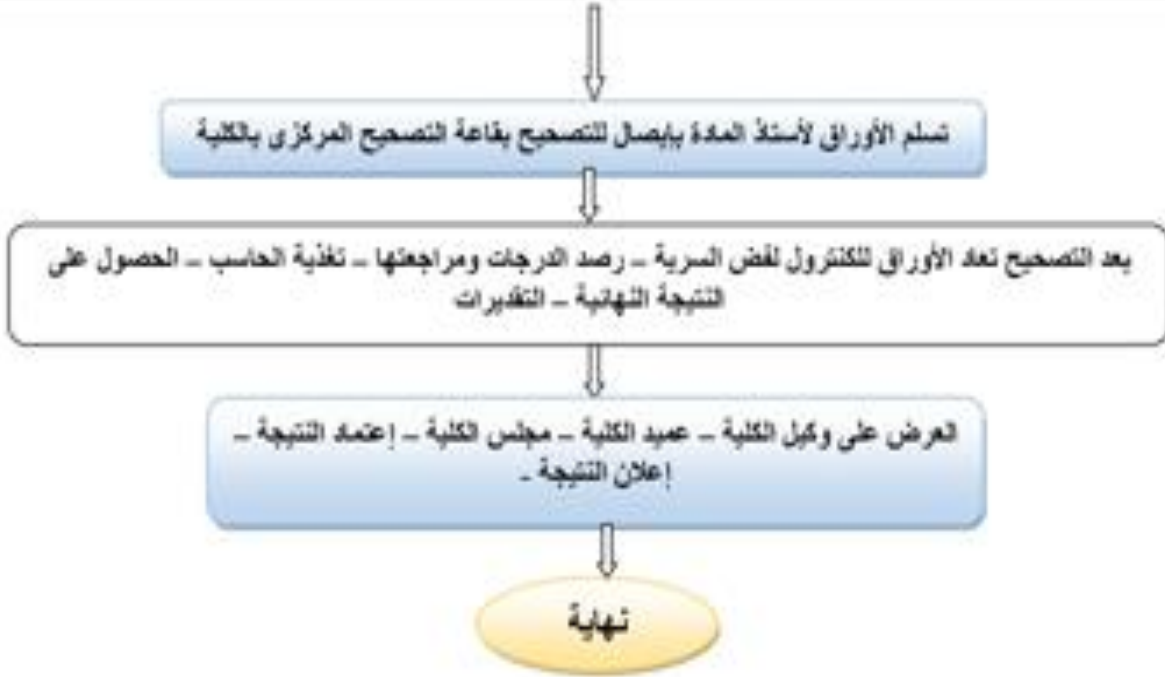 تسلم الأوراق لأستاذ المادة بإيصال للتصحيح بقاعة التصحيح المركزى بالكلية
بعد التصحيح تعاد الأوراق للكنترول لفض السرية – رصد الدرجات ومراجعتها – تغذية الحاسب – الحصول على
النتيجة النهائية – التقديرات
العرض على وكيل الكلية – عميد الكلية – مجلس الكلية – إعتماد النتيجة –
إعلان النتيجة -
نهاية